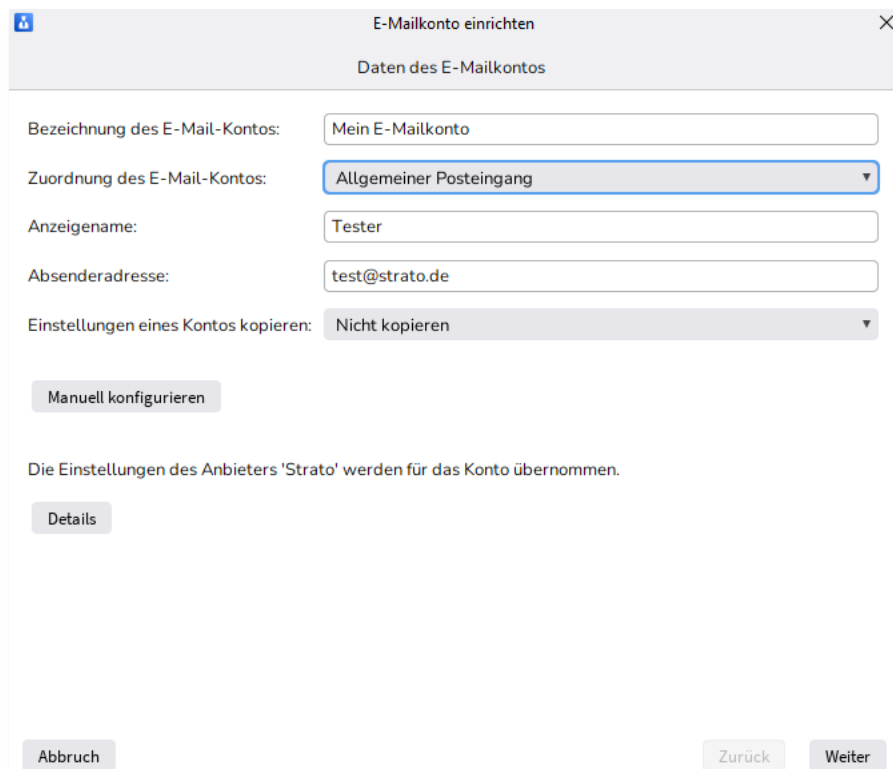 E-Mailkonto einrichten
Daten des E-Mailkontos
Bezeichnung des E-Mail-Kontos: Mein E-Mailkonto
Zuordnung des E-Mail-Kontos: Allgemeiner Posteingang
Anzeigename: Tester
Absenderadresse: test@strato.de
Einstellungen eines Kontos kopieren: Nicht kopieren
Manuell konfigurieren
Die Einstellungen des Anbieters 'Strato' werden für das Konto übernommen.
Details
Abbruch Zurück Weiter